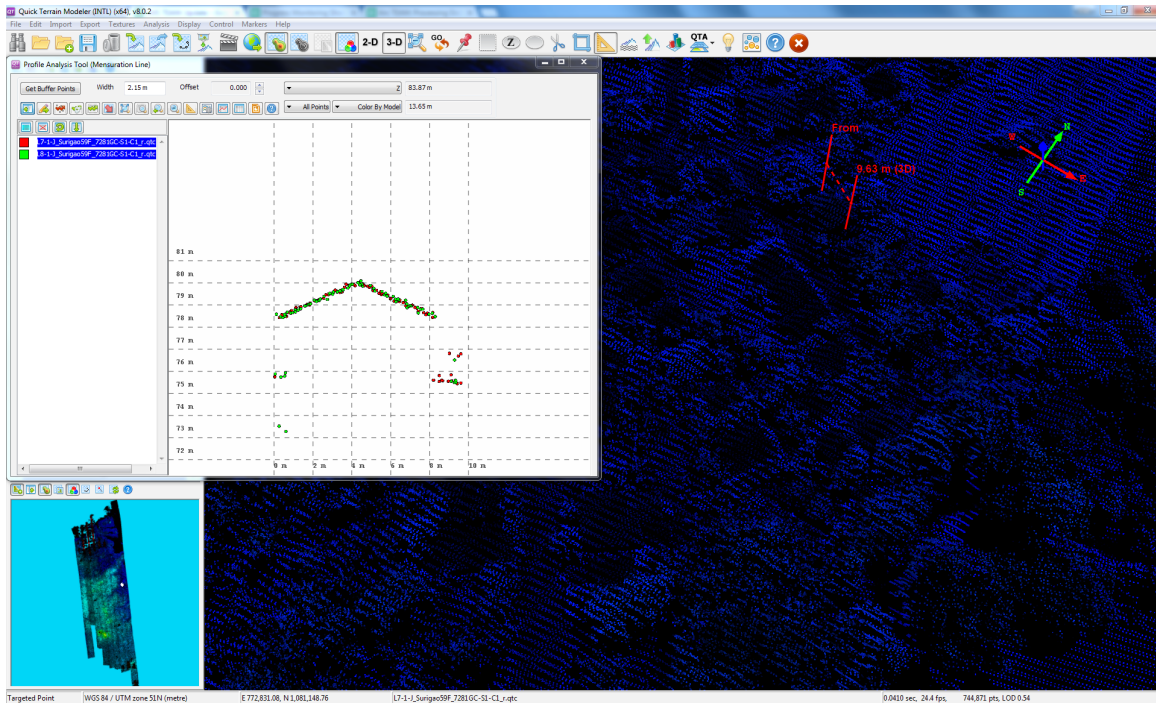 Quick Terrain Modeler (INTL) (x64), v8.0.2
File Edit Import Export Textures Analysis Display Control Markers Help
2-D 3-D GO Z QTA
Profile Analysis Tool (Mensuration Line)
Get Buffer Points Width 2.15 m Offset 0.000 Z 83.87 m
All Points Color By Model 13.65 m
L7-1-J_Surigao59F_7281GC-S1-C1_r.qtc
L8-1-J_Surigao59F_7281GC-S1-C1_r.qtc
81 m
80 m
79 m
78 m
77 m
76 m
75 m
74 m
73 m
72 m
0 m 2 m 4 m 6 m 8 m 10 m
From
9.63 m (3D)
N
W
E
S
Targeted Point WGS 84 / UTM zone 51N (metre) E 772,831.08, N 1,081,148.76 L7-1-J_Surigao59F_7281GC-S1-C1_r.qtc 0.0410 sec, 24.4 fps, 744,871 pts, LOD 0.54